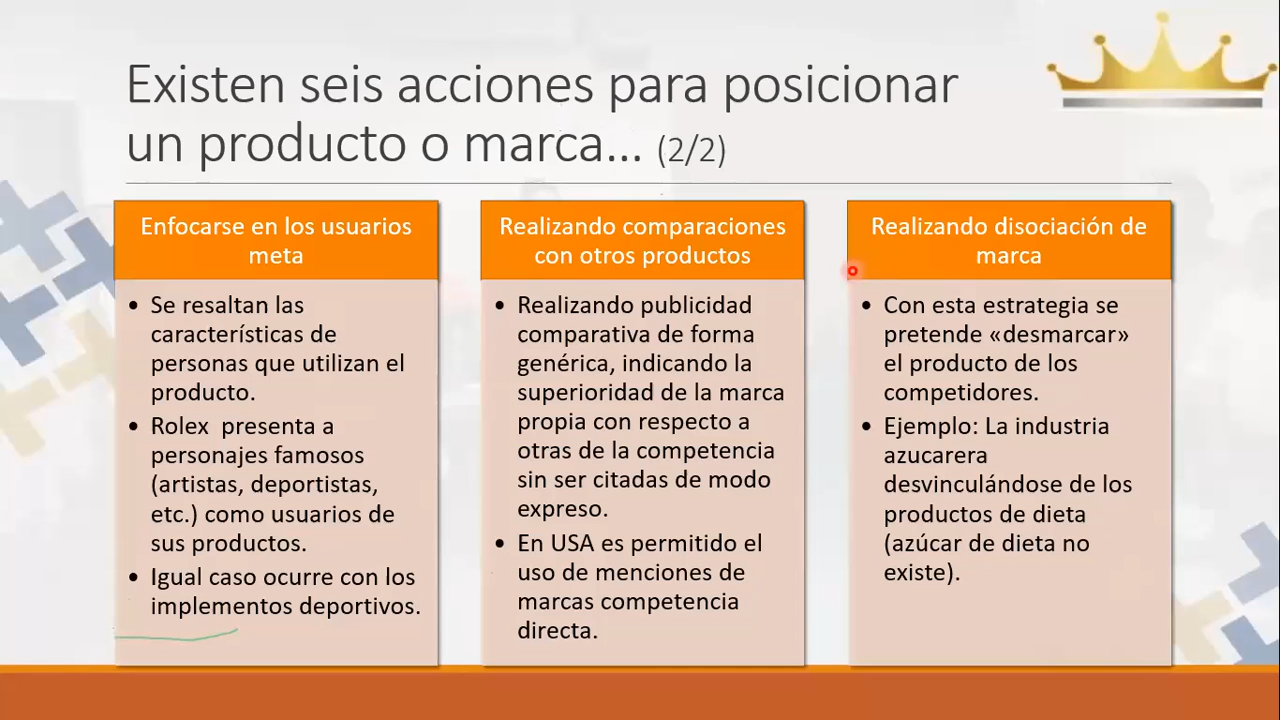 Existen seis acciones para posicionar
un producto o marca... (2/2)
Enfocarse en los usuarios
meta
• Se resaltan las
características de
personas que utilizan el
producto.
• Rolex presenta a
personajes famosos
(artistas, deportistas,
etc.) como usuarios de
sus productos.
• Igual caso ocurre con los
implementos deportivos.
Realizando comparaciones
con otros productos
• Realizando publicidad
comparativa de forma
genérica, indicando la
superioridad de la marca
propia con respecto a
otras de la competencia
sin ser citadas de modo
expreso.
• En USA es permitido el
uso de menciones de
marcas competencia
directa.
Realizando disociación de
marca
• Con esta estrategia se
pretende «desmarcar»
el producto de los
competidores.
• Ejemplo: La industria
azucarera
desvinculándose de los
productos de dieta
(azúcar de dieta no
existe).